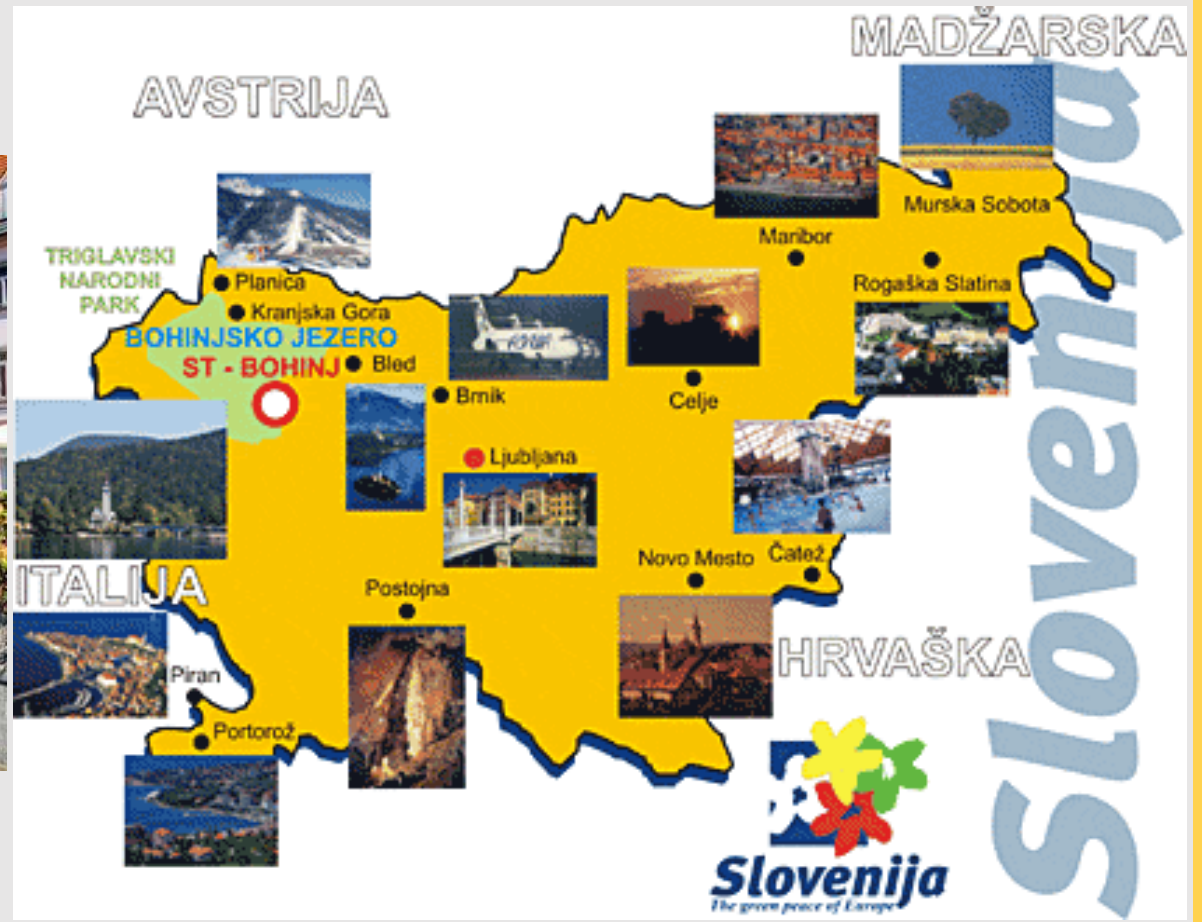 MADŽARSKA
AVSTRIJA
Murska Sobota
Maribor
TRIGLAVSKI
NARODNI
PARK
Planica
Rogaška Slatina
Kranjska Gora
BOHINJSKO JEZERO
ST - BOHINJ
Bled
Brnik
Celje
Ljubljana
Novo Mesto
Čatež
ITALIJA
Postojna
HRVAŠKA
Piran
Portorož
Slovenija
Slovenija
The green peace of Europe